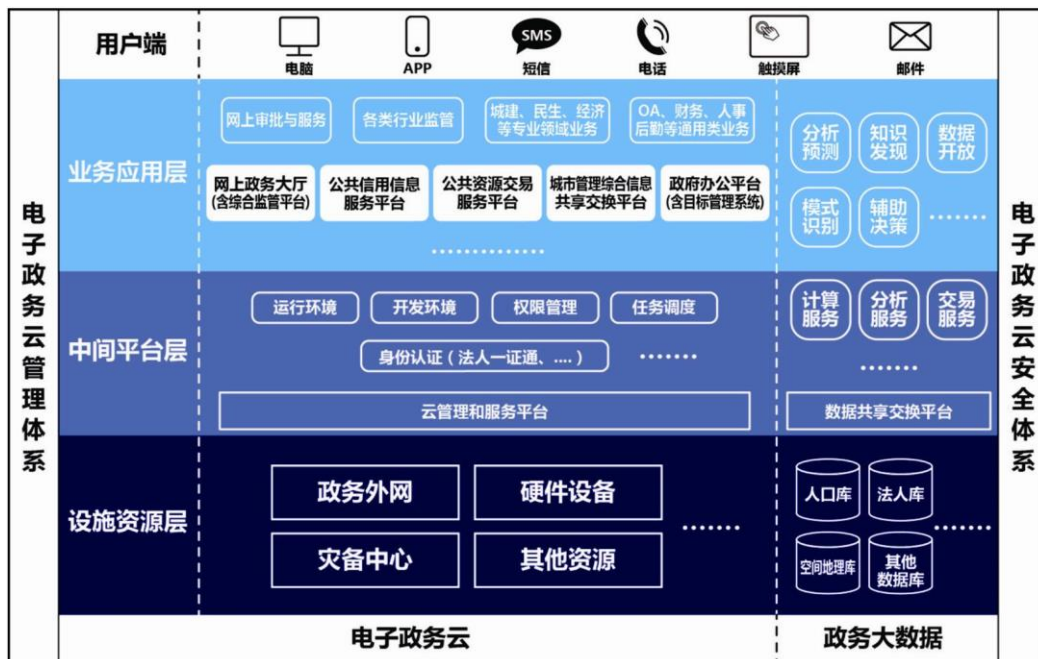 电子政务云管理体系
用户端
SMS
电脑
APP
短信
电话
触摸屏
邮件
业务应用层
网上审批与服务
各类行业监管
城建、民生、经济
等专业领域业务
OA、财务、人事
后勤等通用类业务
网上政务大厅
(含综合监管平台)
公共信用信息
服务平台
公共资源交易
服务平台
城市管理综合信息
共享交换平台
政府办公平台
(含目标管理系统)
分析
预测
知识
发现
数据
开放
模式
识别
辅助
决策
中间平台层
运行环境
开发环境
权限管理
任务调度
身份认证(法人一证通、....)
云管理和服务平台
计算
服务
分析
服务
交易
服务
数据共享交换平台
设施资源层
政务外网
硬件设备
灾备中心
其他资源
人口库
法人库
空间地理库
其他
数据库
电子政务云
政务大数据
电子政务云安全体系